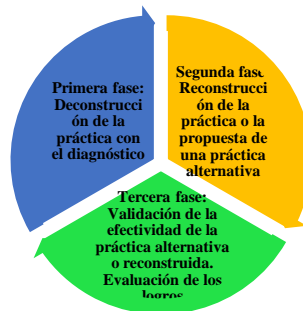 Primera fase:
Deconstrucci
ón de la
práctica con
el diagnóstico
Segunda fase
Reconstrucci
ón de la
práctica o la
propuesta de
una práctica
alternativa
Tercera fase:
Validación de la
efectividad de la
práctica alternativa
o reconstruida.
Evaluación de los
logros